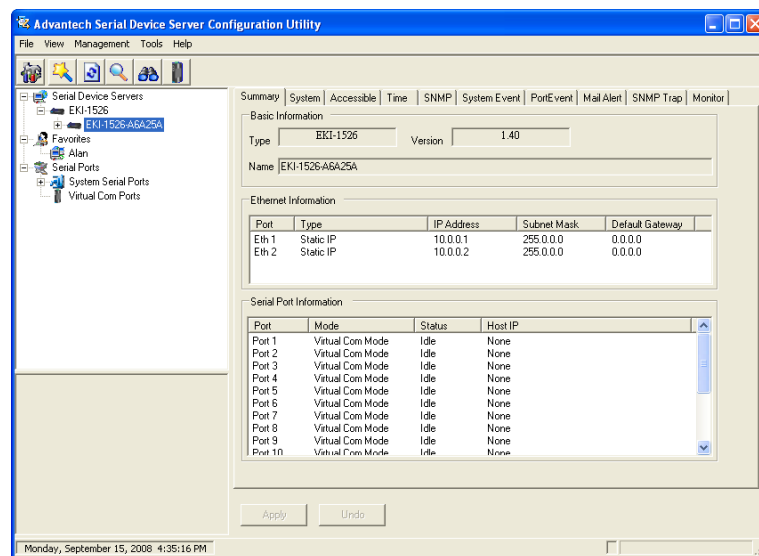 Advantech Serial Device Server Configuration Utility
File View Management Tools Help
Serial Device Servers
EKI-1526
EKI-1526-A6A25A
Favorites
Alan
Serial Ports
System Serial Ports
Virtual Com Ports
Summary System Accessible Time SNMP System Event PortEvent Mail Alert SNMP Trap Monitor
Basic Information
Type EKI-1526 Version 1.40
Name EKI-1526-A6A25A
Ethernet Information
Port Type IP Address Subnet Mask Default Gateway
Eth 1 Static IP 10.0.0.1 255.0.0.0 0.0.0.0
Eth 2 Static IP 10.0.0.2 255.0.0.0 0.0.0.0
Serial Port Information
Port Mode Status Host IP
Port 1 Virtual Com Mode Idle None
Port 2 Virtual Com Mode Idle None
Port 3 Virtual Com Mode Idle None
Port 4 Virtual Com Mode Idle None
Port 5 Virtual Com Mode Idle None
Port 6 Virtual Com Mode Idle None
Port 7 Virtual Com Mode Idle None
Port 8 Virtual Com Mode Idle None
Port 9 Virtual Com Mode Idle None
Port 10 Virtual Com Mode Idle None
Apply Undo
Monday, September 15, 2008 4:35:16 PM